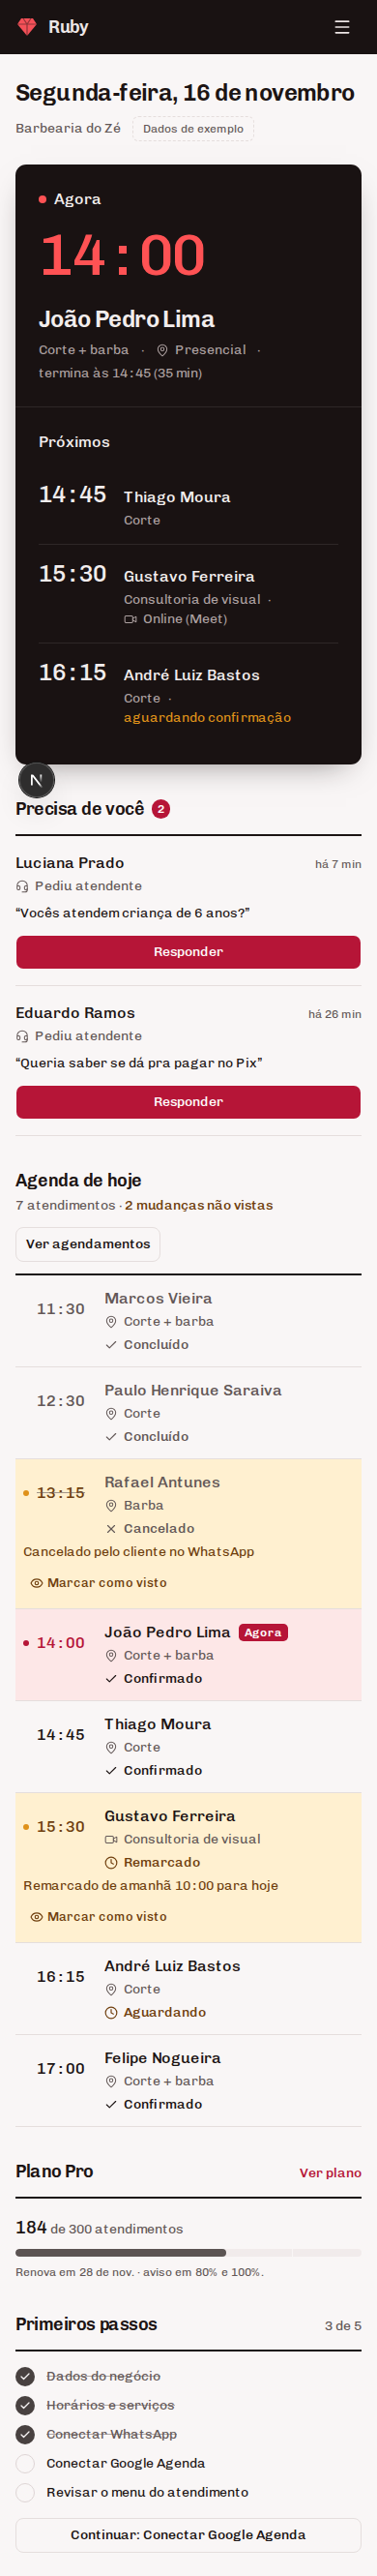 Ruby
Segunda-feira, 16 de novembro
Barbearia do Zé Dados de exemplo
Agora
14:00
João Pedro Lima
Corte + barba · Presencial ·
termina às 14:45 (35 min)
Próximos
14:45 Thiago Moura
Corte
15:30 Gustavo Ferreira
Consultoria de visual ·
Online (Meet)
16:15 André Luiz Bastos
Corte ·
aguardando confirmação
N
Precisa de você 2
Luciana Prado há 7 min
Pediu atendente
“Vocês atendem criança de 6 anos?”
Responder
Eduardo Ramos há 26 min
Pediu atendente
“Queria saber se dá pra pagar no Pix”
Responder
Agenda de hoje
7 atendimentos · 2 mudanças não vistas
Ver agendamentos
11:30 Marcos Vieira
Corte + barba
Concluído
12:30 Paulo Henrique Saraiva
Corte
Concluído
13:15 Rafael Antunes
Barba
Cancelado
Cancelado pelo cliente no WhatsApp
Marcar como visto
14:00 João Pedro Lima Agora
Corte + barba
Confirmado
14:45 Thiago Moura
Corte
Confirmado
15:30 Gustavo Ferreira
Consultoria de visual
Remarcado
Remarcado de amanhã 10:00 para hoje
Marcar como visto
16:15 André Luiz Bastos
Corte
Aguardando
17:00 Felipe Nogueira
Corte + barba
Confirmado
Plano Pro Ver plano
184 de 300 atendimentos
Renova em 28 de nov. · aviso em 80% e 100%.
Primeiros passos 3 de 5
Dados do negócio
Horários e serviços
Conectar WhatsApp
Conectar Google Agenda
Revisar o menu do atendimento
Continuar: Conectar Google Agenda